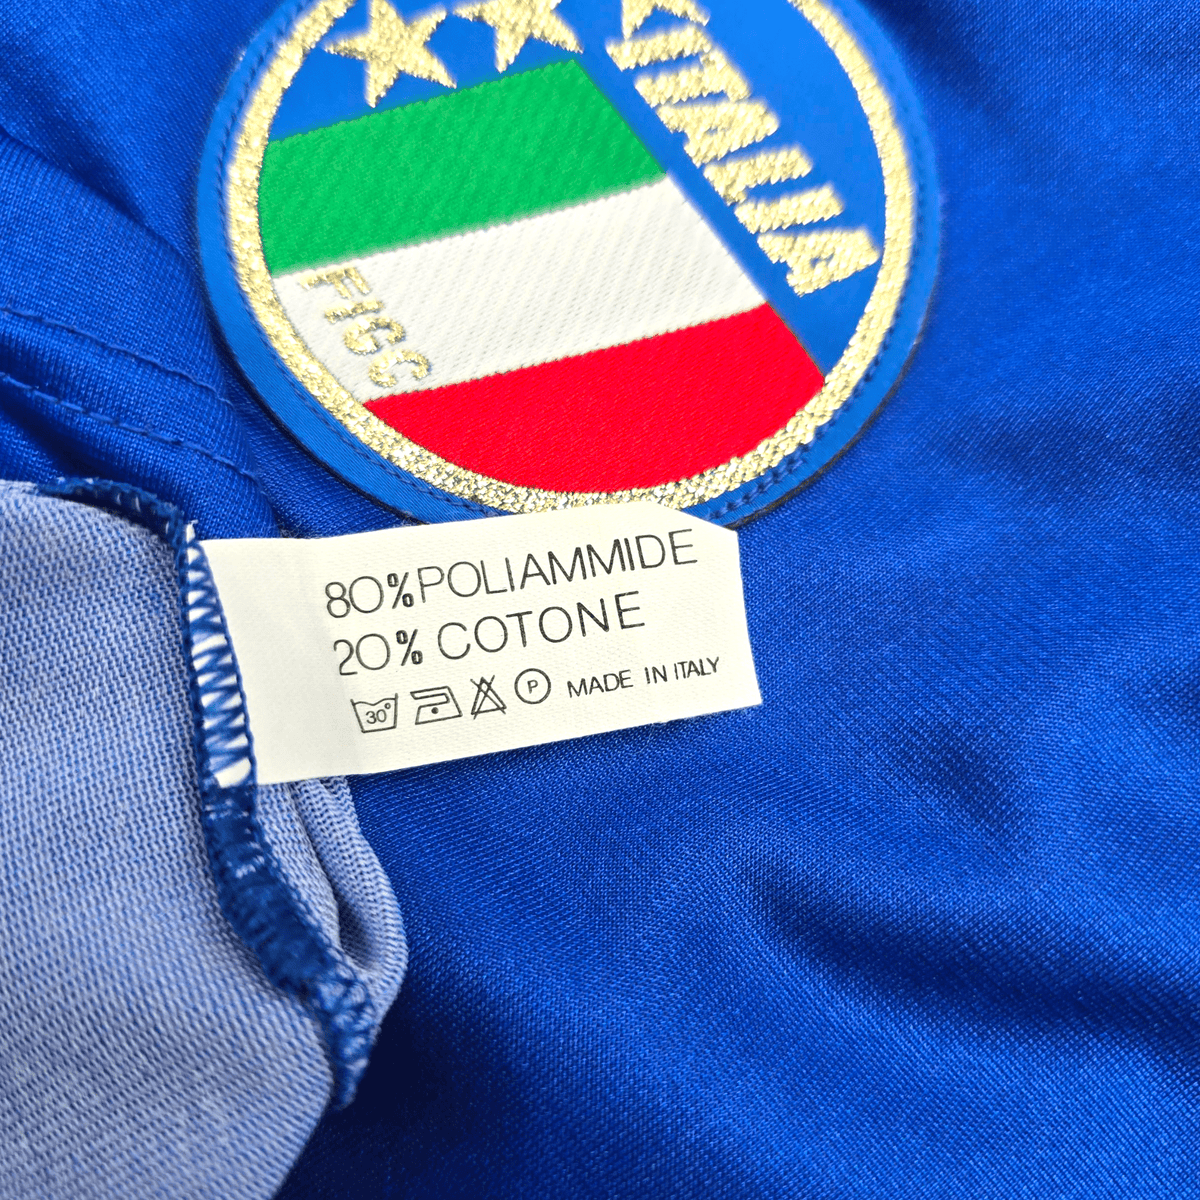 ITALIA
FIGC
80% POLIAMMIDE
20% COTONE
30° P MADE IN ITALY